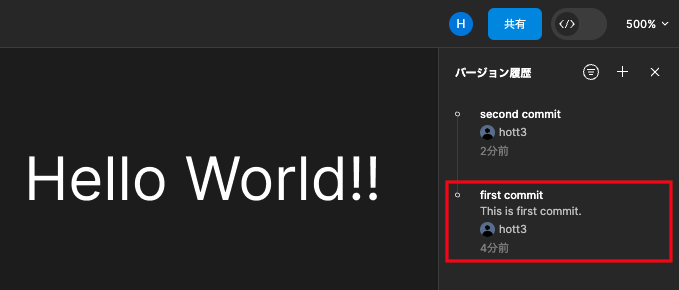 H
共有
</>
500%
バージョン履歴
second commit
hott3
2分前
Hello World!!
first commit
This is first commit.
hott3
4分前